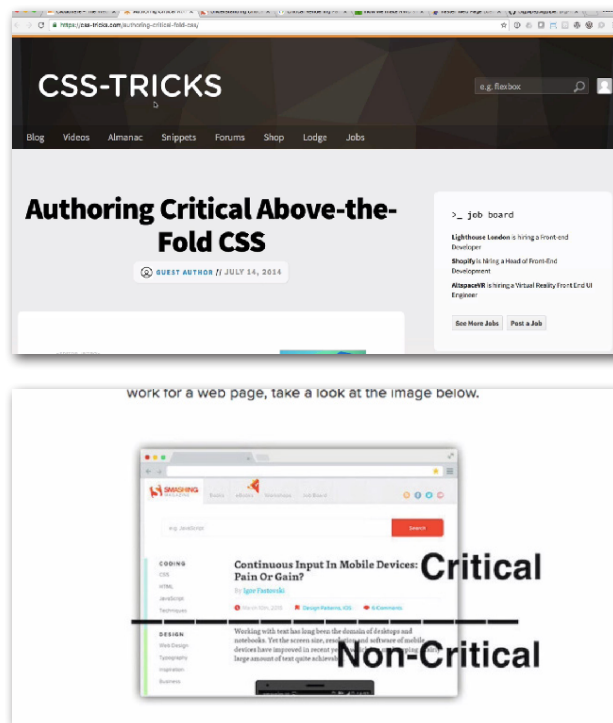 https://css-tricks.com/authoring-critical-fold-css/
CSS-TRICKS
e.g. flexbox
Blog Videos Almanac Snippets Forums Shop Lodge Jobs
Authoring Critical Above-the-
Fold CSS
GUEST AUTHOR // JULY 14, 2014
>_ job board
Lighthouse London is hiring a Front-end
Developer
Shopify is hiring a Head of Front-End
Development
AltspaceVR is hiring a Virtual Reality Front End UI
Engineer
See More Jobs Post a Job
work for a web page, take a look at the image below.
SMASHING
MAGAZINE
Books eBooks Workshops Job Board
e.g. JavaScript
Search
CODING
CSS
HTML
JavaScript
Techniques
Continuous Input In Mobile Devices:
Pain Or Gain?
By Igor Fastovski
Design Patterns, iOS
6 Comments
Critical
DESIGN
Web Design
Typography
Inspiration
Business
Working with text has long been the domain of desktops and
notebooks. Yet the screen size, resolution and software of mobile
devices have improved in recent
large amount of text quite
Non-Critical